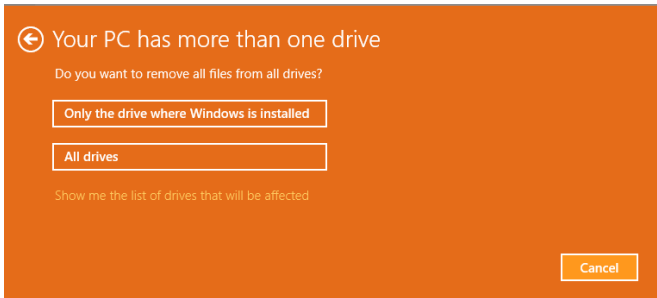 Your PC has more than one drive
Do you want to remove all files from all drives?
Only the drive where Windows is installed
All drives
Show me the list of drives that will be affected
Cancel